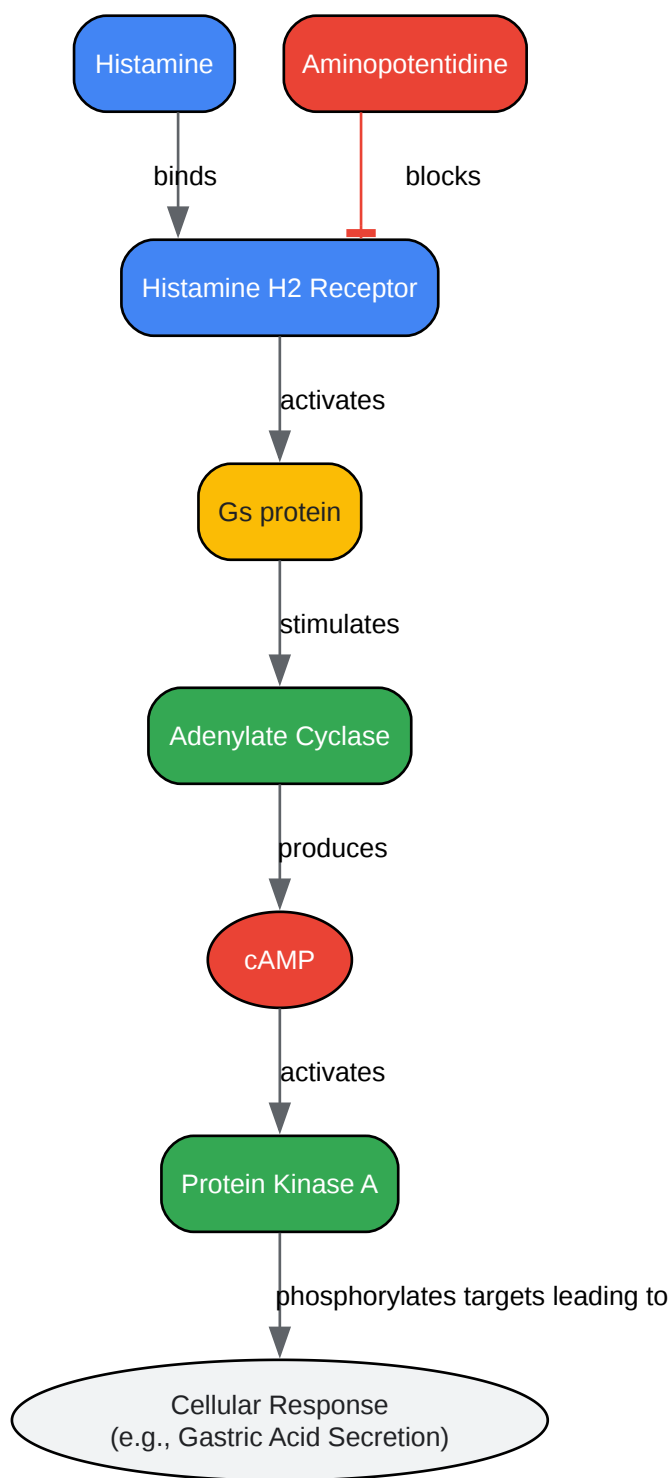 Histamine
Aminopotentidine
binds
blocks
Histamine H2 Receptor
activates
Gs protein
stimulates
Adenylate Cyclase
produces
cAMP
activates
Protein Kinase A
phosphorylates targets leading to
Cellular Response
(e.g., Gastric Acid Secretion)